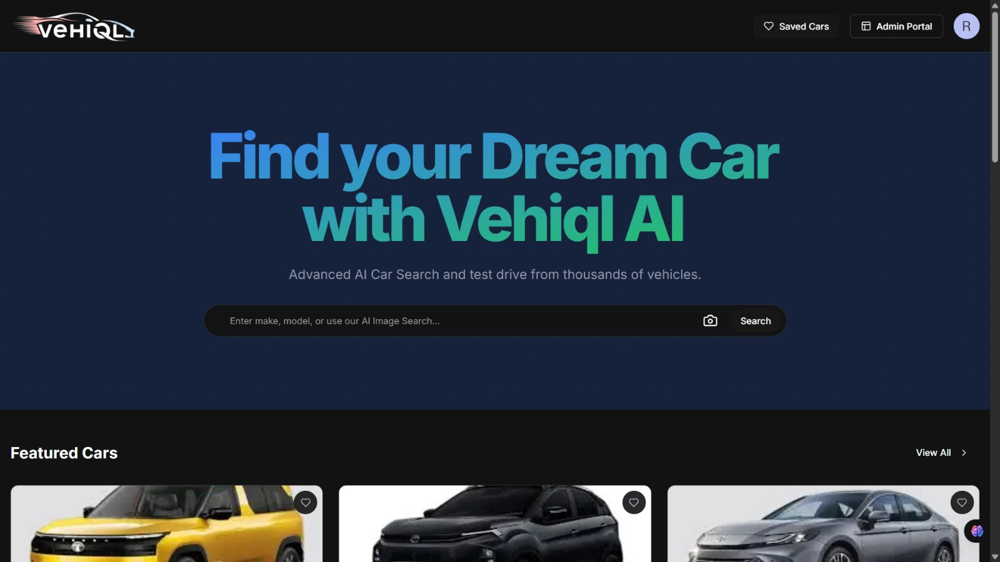 VEHIQL
Saved Cars
Admin Portal
R
Find your Dream Car
with Vehiql AI
Advanced AI Car Search and test drive from thousands of vehicles.
Enter make, model, or use our AI Image Search...
Search
Featured Cars
View All